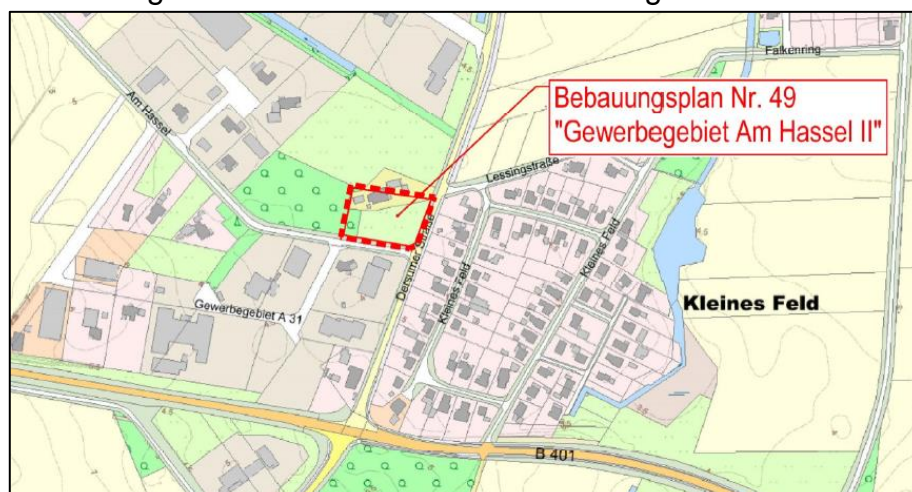 Falkenring
Bebauungsplan Nr. 49
"Gewerbegebiet Am Hassel II"
Am Hassel
Lessingstraße
Dersumer Straße
Kleines Feld
Kleines Feld
Kleines Feld
Gewerbegebiet A 31
B 401